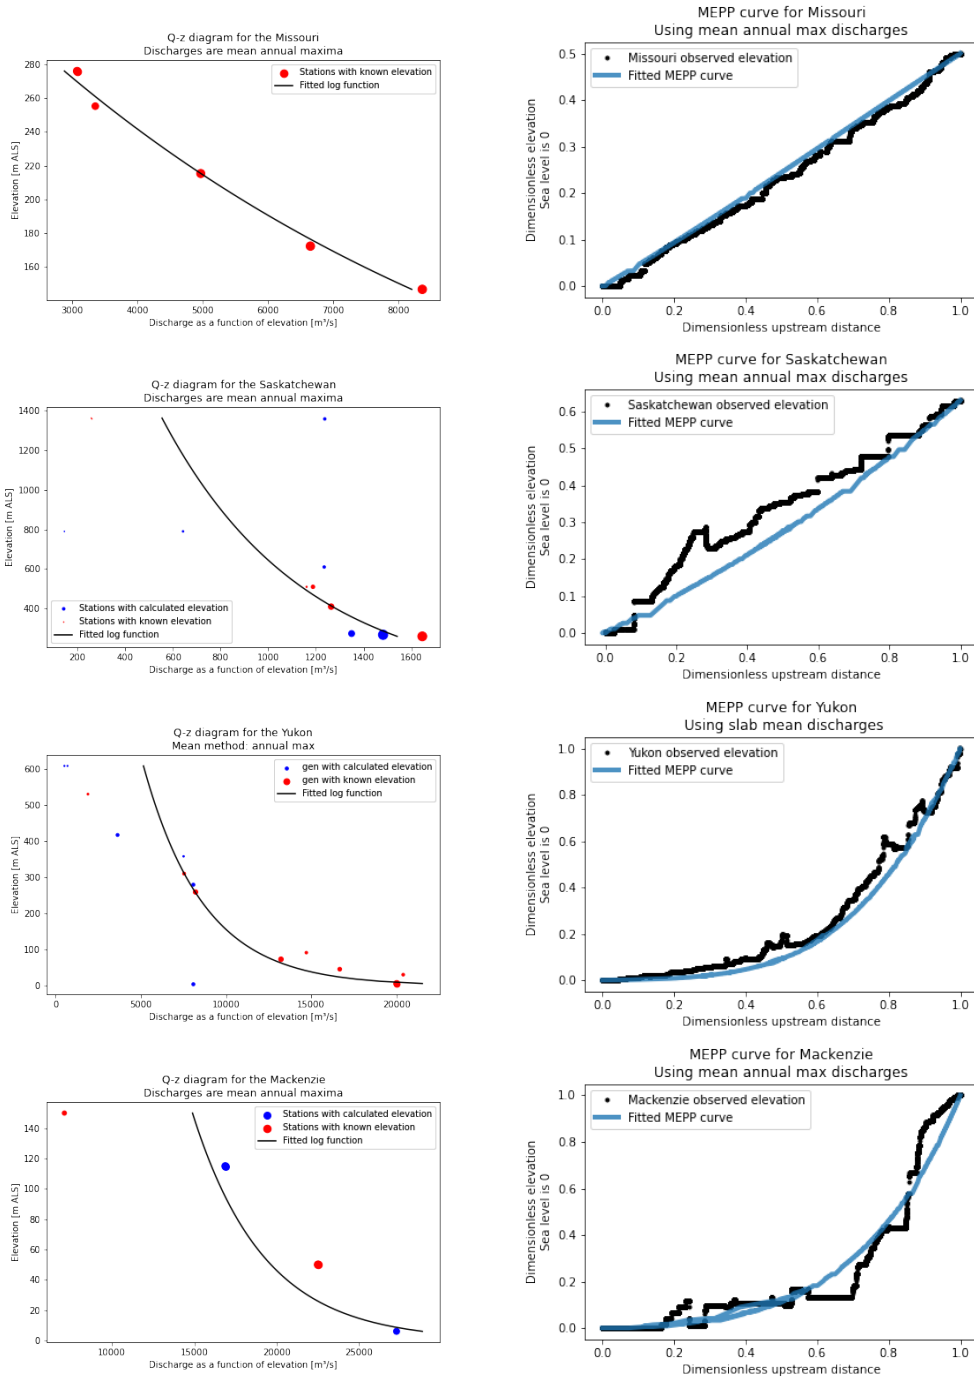 Q-z diagram for the Missouri
Discharges are mean annual maxima
Stations with known elevation
Fitted log function
Elevation [m ALS]
280
260
240
220
200
180
160
3000 4000 5000 6000 7000 8000
Discharge as a function of elevation [m³/s]
MEPP curve for Missouri
Using mean annual max discharges
Missouri observed elevation
Fitted MEPP curve
Dimensionless elevation
Sea level is 0
0.5
0.4
0.3
0.2
0.1
0.0
0.0 0.2 0.4 0.6 0.8 1.0
Dimensionless upstream distance
Q-z diagram for the Saskatchewan
Discharges are mean annual maxima
Elevation [m ALS]
1400
1200
1000
800
600
400
Stations with calculated elevation
Stations with known elevation
Fitted log function
200 400 600 800 1000 1200 1400 1600
Discharge as a function of elevation [m³/s]
MEPP curve for Saskatchewan
Using mean annual max discharges
Saskatchewan observed elevation
Fitted MEPP curve
Dimensionless elevation
Sea level is 0
0.6
0.5
0.4
0.3
0.2
0.1
0.0
0.0 0.2 0.4 0.6 0.8 1.0
Dimensionless upstream distance
Q-z diagram for the Yukon
Mean method: annual max
gen with calculated elevation
gen with known elevation
Fitted log function
Elevation [m ALS]
600
500
400
300
200
100
0
0 5000 10000 15000 20000
Discharge as a function of elevation [m³/s]
MEPP curve for Yukon
Using slab mean discharges
Yukon observed elevation
Fitted MEPP curve
Dimensionless elevation
Sea level is 0
1.0
0.8
0.6
0.4
0.2
0.0
0.0 0.2 0.4 0.6 0.8 1.0
Dimensionless upstream distance
Q-z diagram for the Mackenzie
Discharges are mean annual maxima
Stations with calculated elevation
Stations with known elevation
Fitted log function
Elevation [m ALS]
140
120
100
80
60
40
20
0
10000 15000 20000 25000
Discharge as a function of elevation [m³/s]
MEPP curve for Mackenzie
Using mean annual max discharges
Mackenzie observed elevation
Fitted MEPP curve
Dimensionless elevation
Sea level is 0
1.0
0.8
0.6
0.4
0.2
0.0
0.0 0.2 0.4 0.6 0.8 1.0
Dimensionless upstream distance